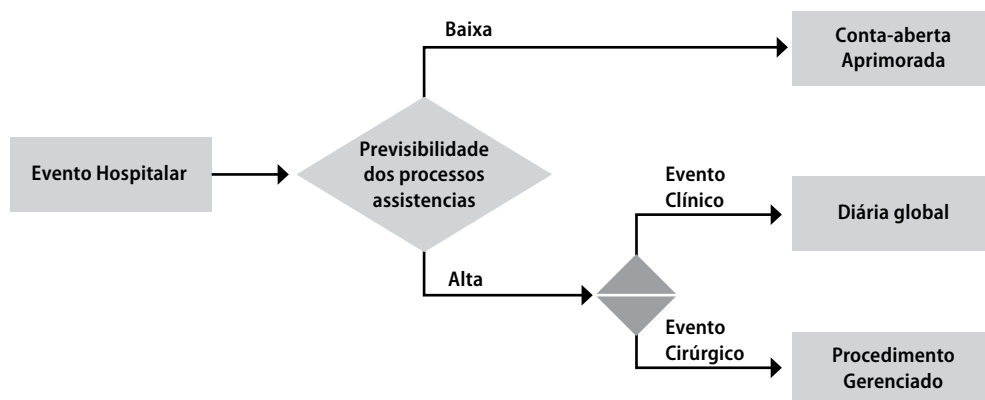 Baixa
Conta-aberta
Aprimorada
Evento Hospitalar
Previsibilidade
dos processos
assistencias
Evento
Clínico
Diária global
Alta
Evento
Cirúrgico
Procedimento
Gerenciado